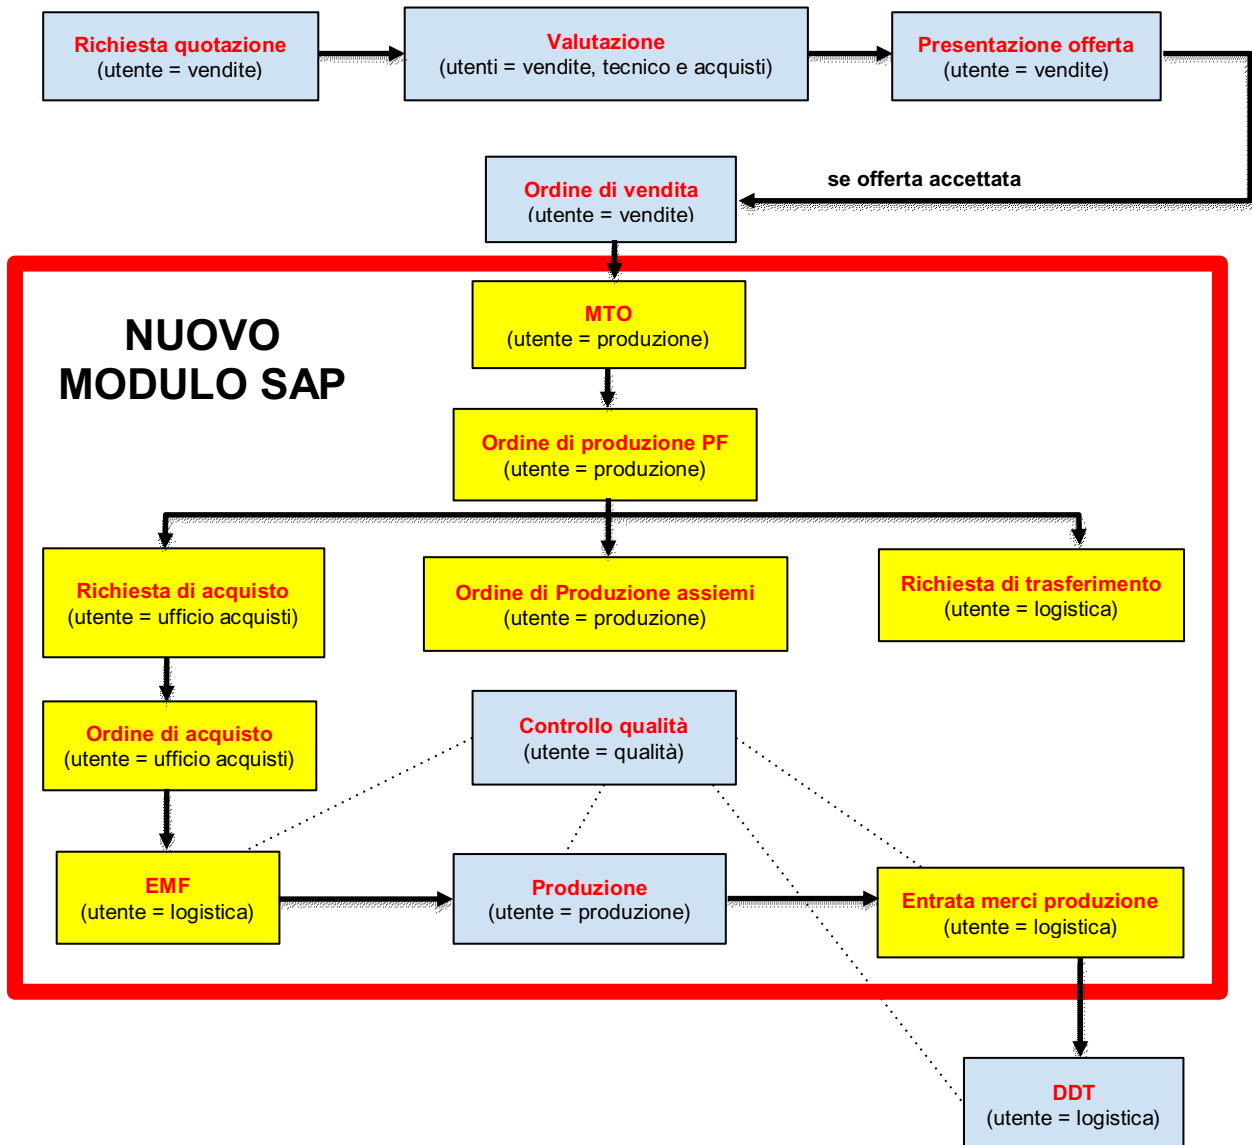 Richiesta quotazione
(utente = vendite)
Valutazione
(utenti = vendite, tecnico e acquisti)
Presentazione offerta
(utente = vendite)
se offerta accettata
Ordine di vendita
(utente = vendite)
NUOVO
MODULO SAP
MTO
(utente = produzione)
Ordine di produzione PF
(utente = produzione)
Richiesta di acquisto
(utente = ufficio acquisti)
Ordine di Produzione assiemi
(utente = produzione)
Richiesta di trasferimento
(utente = logistica)
Ordine di acquisto
(utente = ufficio acquisti)
Controllo qualità
(utente = qualità)
EMF
(utente = logistica)
Produzione
(utente = produzione)
Entrata merci produzione
(utente = logistica)
DDT
(utente = logistica)